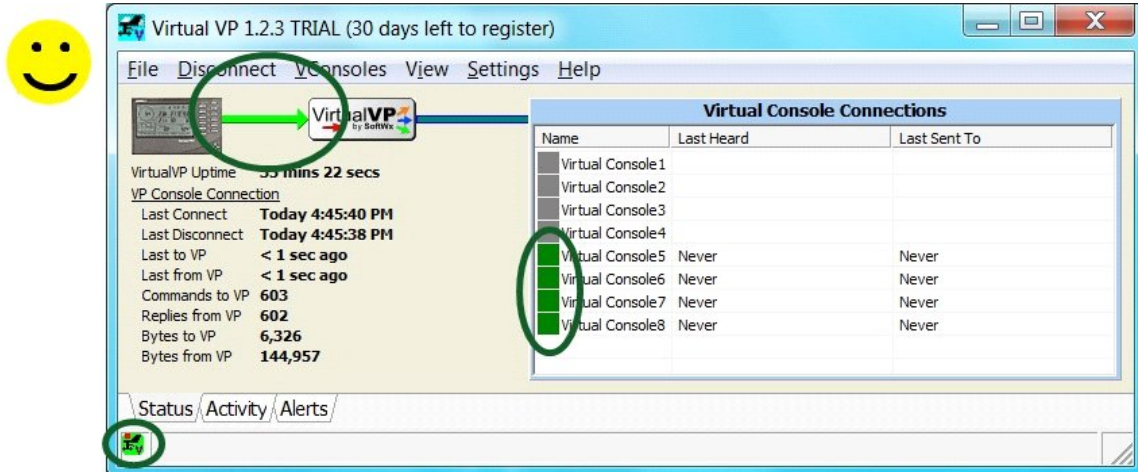 Virtual VP 1.2.3 TRIAL (30 days left to register)
File Disconnect VConsoles View Settings Help
VirtualVP
by SoftWx
VirtualVP Uptime 55 mins 22 secs
VP Console Connection
Last Connect Today 4:45:40 PM
Last Disconnect Today 4:45:38 PM
Last to VP < 1 sec ago
Last from VP < 1 sec ago
Commands to VP 603
Replies from VP 602
Bytes to VP 6,326
Bytes from VP 144,957
Virtual Console Connections
Name Last Heard Last Sent To
Virtual Console1
Virtual Console2
Virtual Console3
Virtual Console4
Virtual Console5 Never Never
Virtual Console6 Never Never
Virtual Console7 Never Never
Virtual Console8 Never Never
Status Activity Alerts